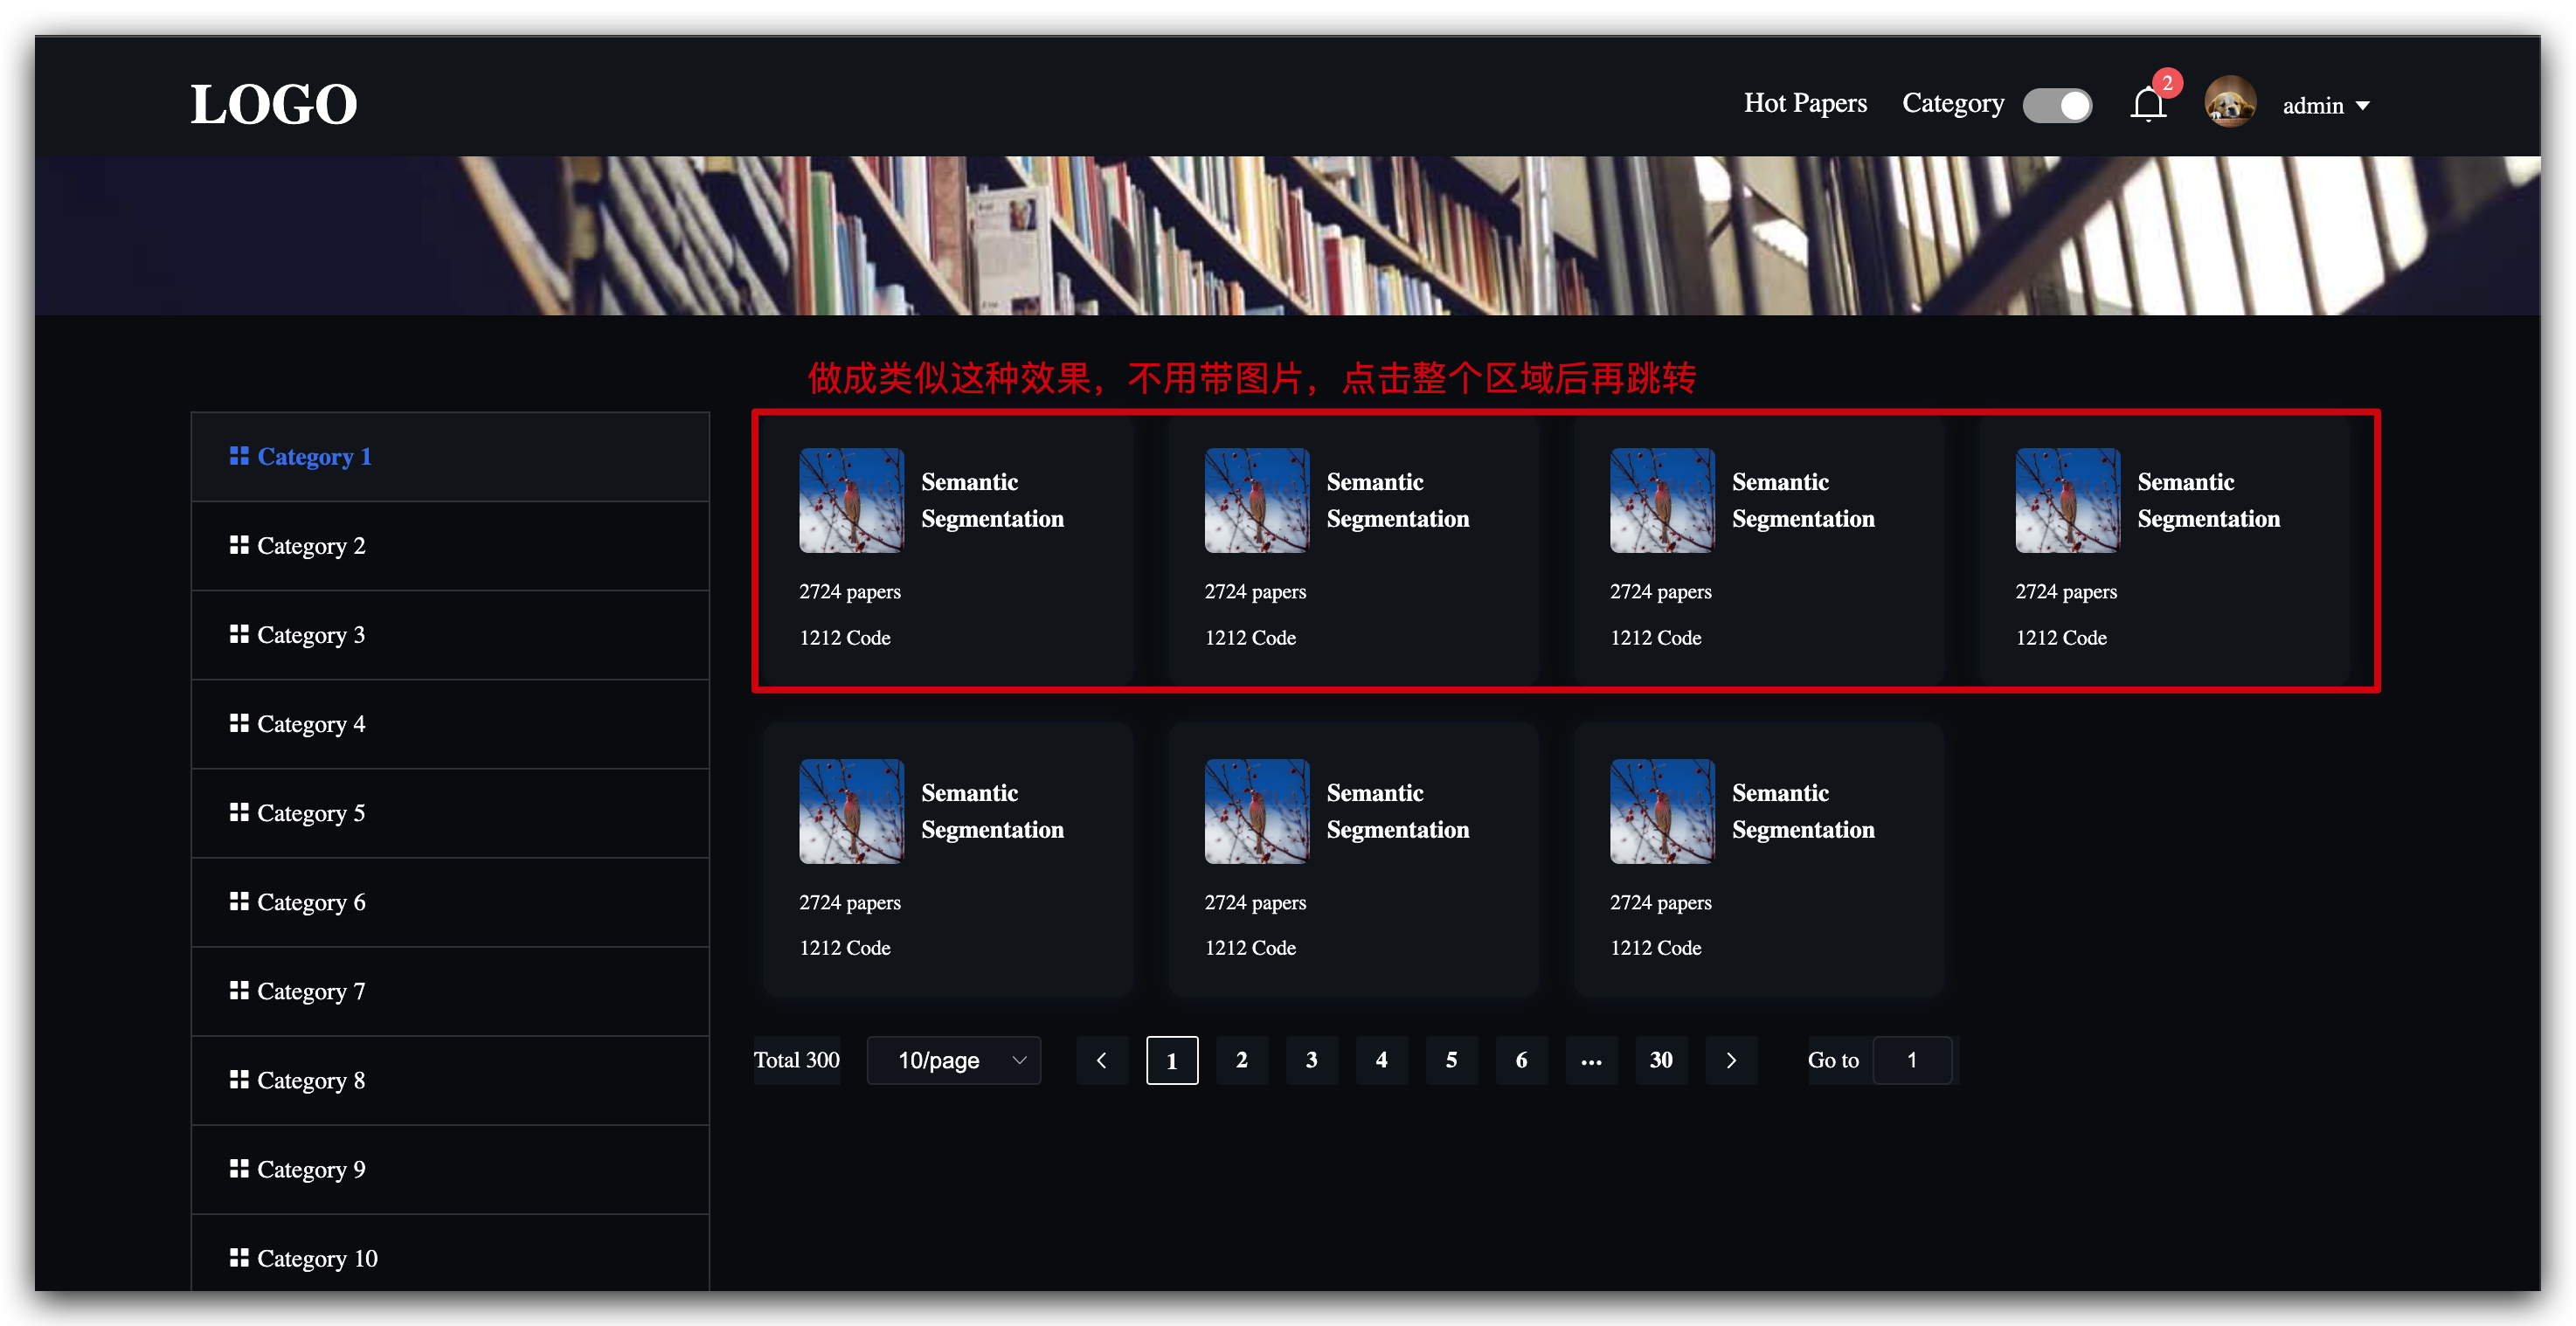 LOGO
Hot Papers Category 2 admin
做成类似这种效果，不用带图片，点击整个区域后再跳转
Category 1
Category 2
Category 3
Category 4
Category 5
Category 6
Category 7
Category 8
Category 9
Category 10
Semantic
Segmentation
2724 papers
1212 Code
Semantic
Segmentation
2724 papers
1212 Code
Semantic
Segmentation
2724 papers
1212 Code
Semantic
Segmentation
2724 papers
1212 Code
Semantic
Segmentation
2724 papers
1212 Code
Semantic
Segmentation
2724 papers
1212 Code
Semantic
Segmentation
2724 papers
1212 Code
Total 300 10/page 1 2 3 4 5 6 ... 30 Go to 1